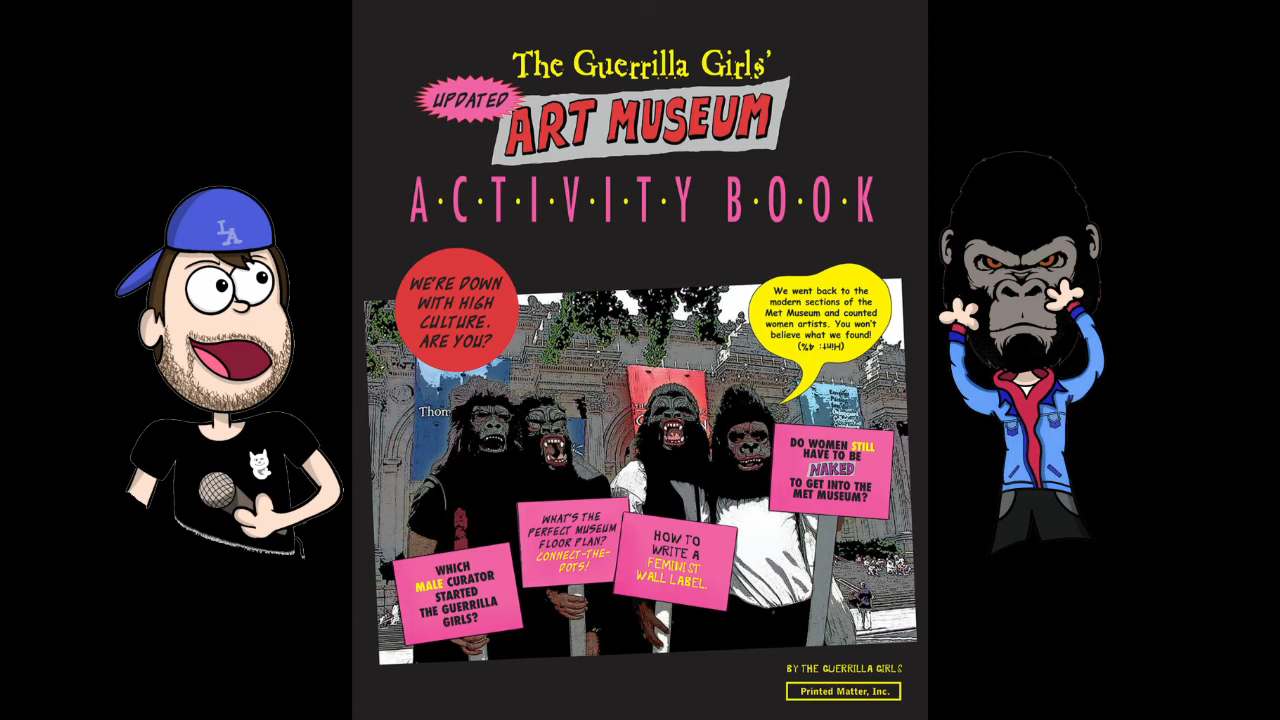 The Guerrilla Girls'
UPDATED
ART MUSEUM
A·C·T·I·V·I·T·Y B·O·O·K
WE'RE DOWN
WITH HIGH
CULTURE.
ARE YOU?
We went back to the
modern sections of the
Met Museum and counted
women artists. You won't
believe what we found!
(Hint: 4%)
LA
Thom
DO WOMEN STILL
HAVE TO BE
NAKED
TO GET INTO THE
MET MUSEUM?
WHAT'S THE
PERFECT MUSEUM
FLOOR PLAN?
CONNECT-THE-
DOTS!
HOW TO
WRITE A
FEMINIST
WALL LABEL.
WHICH
MALE CURATOR
STARTED
THE GUERRILLA
GIRLS?
BY THE GUERRILLA GIRLS
Printed Matter, Inc.